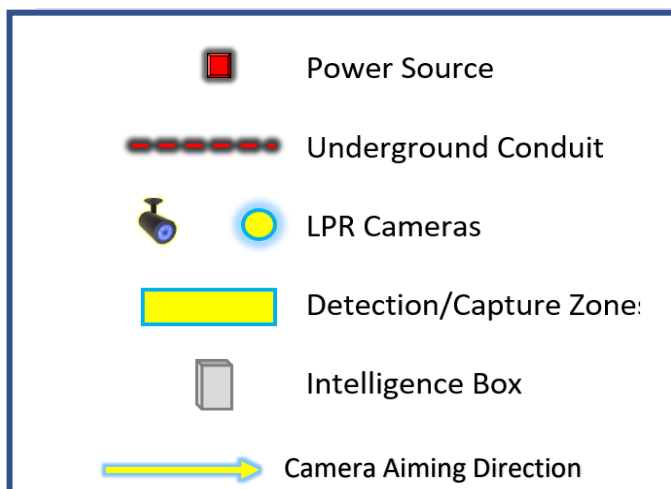 Power Source
Underground Conduit
LPR Cameras
Detection/Capture Zones
Intelligence Box
Camera Aiming Direction